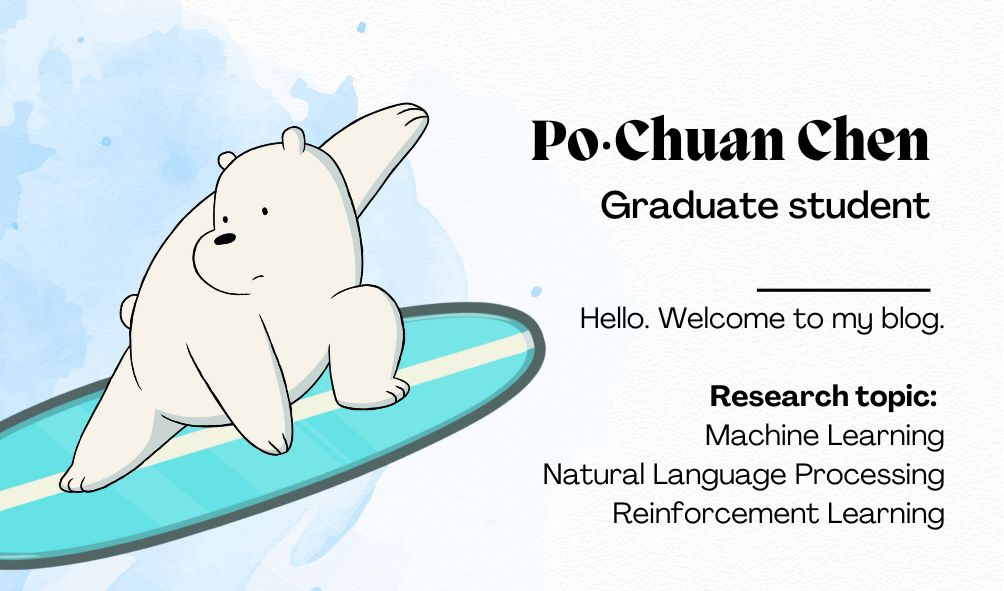 Po·Chuan Chen
Graduate student
Hello. Welcome to my blog.
Research topic:
Machine Learning
Natural Language Processing
Reinforcement Learning